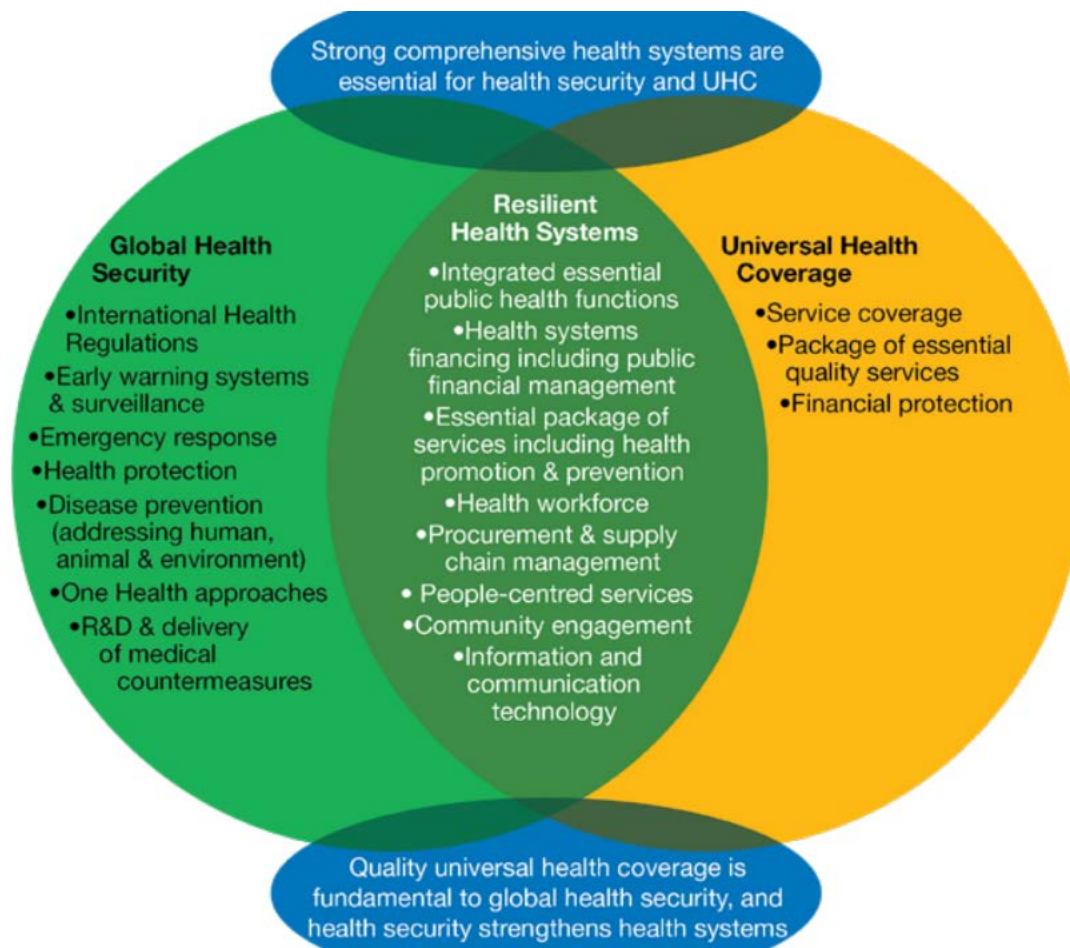 Strong comprehensive health systems are
essential for health security and UHC
Global Health
Security
•International Health
Regulations
•Early warning systems
& surveillance
•Emergency response
•Health protection
•Disease prevention
(addressing human,
animal & environment)
•One Health approaches
•R&D & delivery
of medical
countermeasures
Resilient
Health Systems
•Integrated essential
public health functions
•Health systems
financing including public
financial management
•Essential package of
services including health
promotion & prevention
•Health workforce
•Procurement & supply
chain management
• People-centred services
•Community engagement
•Information and
communication
technology
Universal Health
Coverage
•Service coverage
•Package of essential
quality services
•Financial protection
Quality universal health coverage is
fundamental to global health security, and
health security strengthens health systems